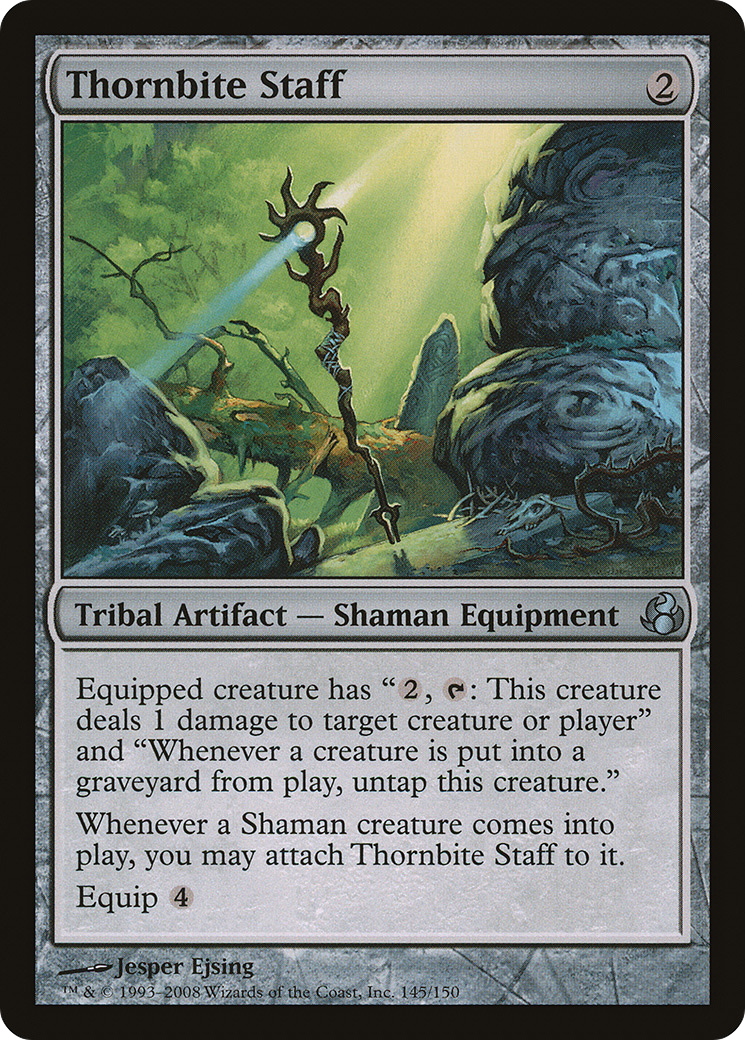 Thornbite Staff 2
Tribal Artifact — Shaman Equipment
Equipped creature has “2, : This creature
deals 1 damage to target creature or player”
and “Whenever a creature is put into a
graveyard from play, untap this creature.”
Whenever a Shaman creature comes into
play, you may attach Thornbite Staff to it.
Equip 4
Jesper Ejsing
™ & © 1993–2008 Wizards of the Coast, Inc. 145/150